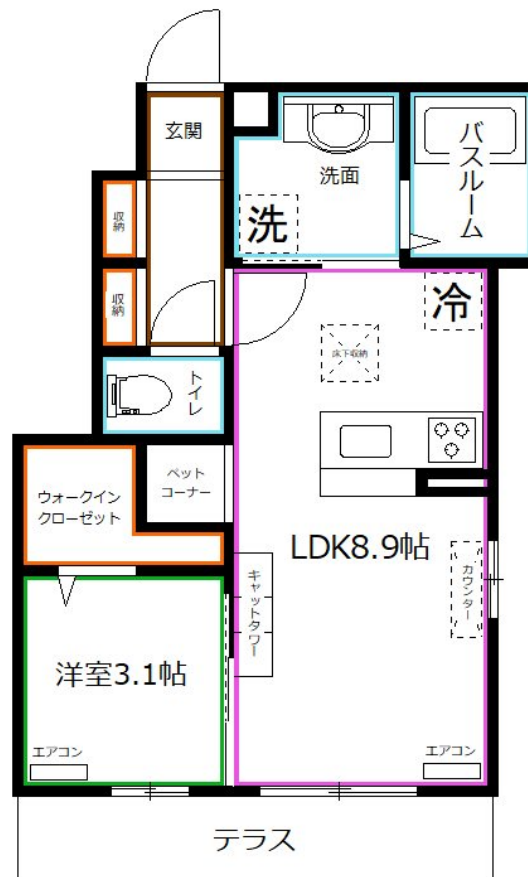 玄関
洗面
バスルーム
収納
洗
収納
冷
床下収納
トイレ
ペット
コーナー
ウォークイン
クローゼット
LDK8.9帖
キャットタワー
カウンター
洋室3.1帖
エアコン
エアコン
テラス